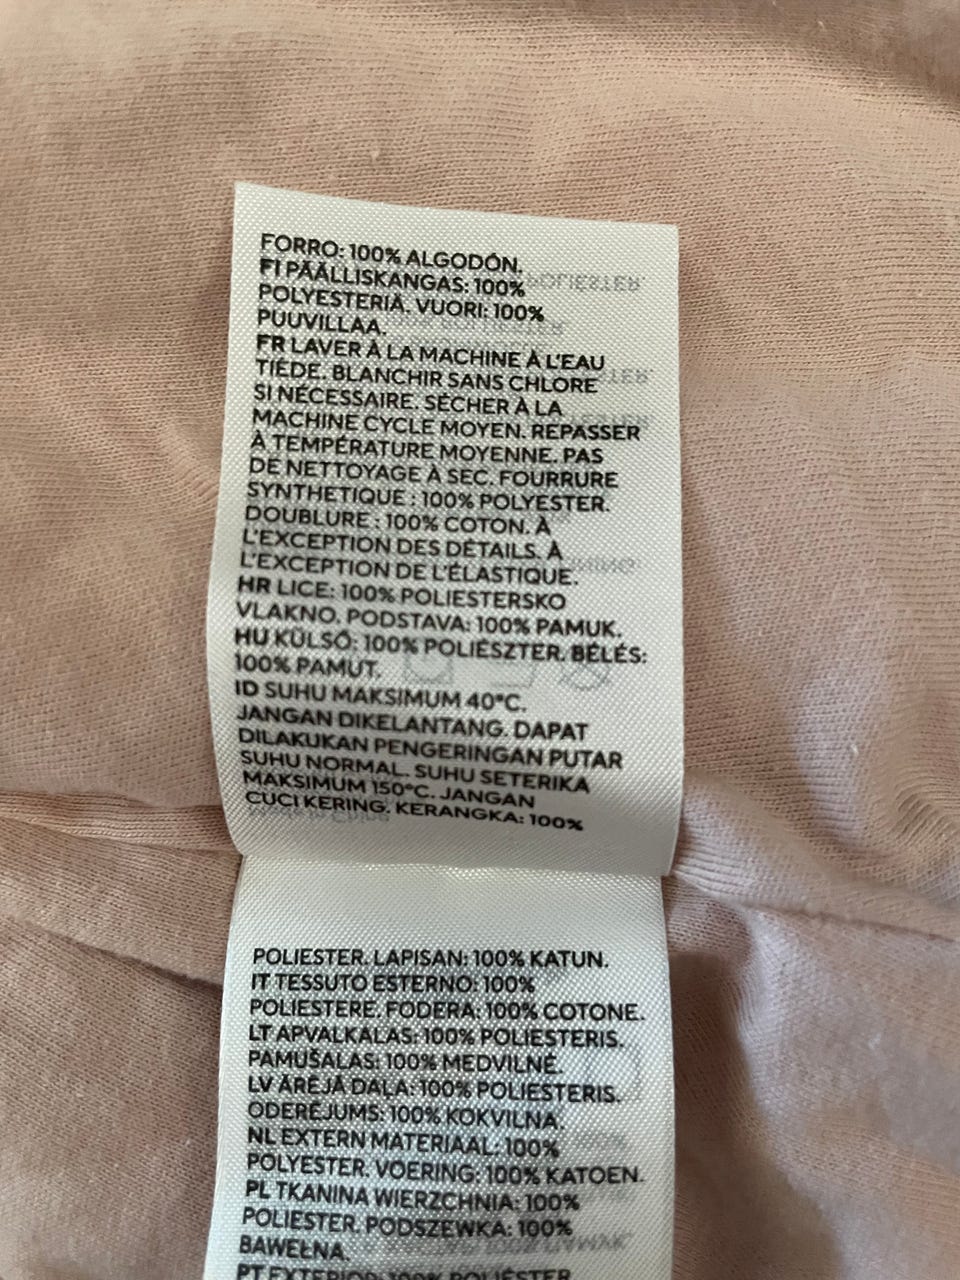 FORRO: 100% ALGODÓN.
FI PÄÄLLISKANGAS: 100%
POLYESTERIÄ. VUORI: 100%
PUUVILLAA.
FR LAVER À LA MACHINE À L'EAU
TIÈDE. BLANCHIR SANS CHLORE
SI NÉCESSAIRE. SÉCHER À LA
MACHINE CYCLE MOYEN. REPASSER
À TEMPÉRATURE MOYENNE. PAS
DE NETTOYAGE À SEC. FOURRURE
SYNTHETIQUE : 100% POLYESTER.
DOUBLURE : 100% COTON. À
L'EXCEPTION DES DÉTAILS. À
L'EXCEPTION DE L'ÉLASTIQUE.
HR LICE: 100% POLIESTERSKO
VLAKNO. PODSTAVA: 100% PAMUK.
HU KÜLSŐ: 100% POLIÉSZTER. BÉLÉS:
100% PAMUT.
ID SUHU MAKSIMUM 40°C.
JANGAN DIKELANTANG. DAPAT
DILAKUKAN PENGERINGAN PUTAR
SUHU NORMAL. SUHU SETERIKA
MAKSIMUM 150°C. JANGAN
CUCI KERING. KERANGKA: 100%
POLIESTER. LAPISAN: 100% KATUN.
IT TESSUTO ESTERNO: 100%
POLIESTERE. FODERA: 100% COTONE.
LT APVALKALAS: 100% POLIESTERIS.
PAMUŠALAS: 100% MEDVILNĖ.
LV ĀRĒJĀ DAĻA: 100% POLIESTERIS.
ODERĒJUMS: 100% KOKVILNA.
NL EXTERN MATERIAAL: 100%
POLYESTER. VOERING: 100% KATOEN.
PL TKANINA WIERZCHNIA: 100%
POLIESTER. PODSZEWKA: 100%
BAWEŁNA.
PT EXTERIOR: 100% POLIÉSTER